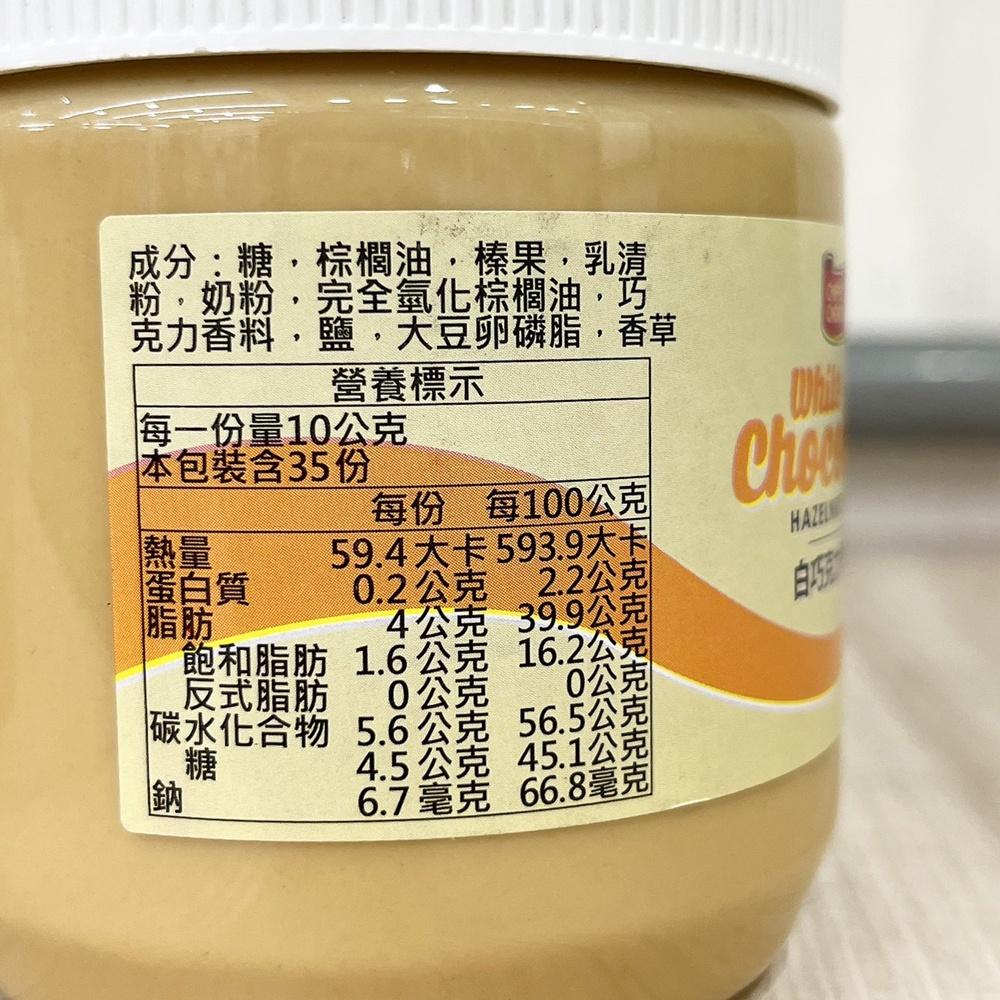 成分：糖，棕櫚油，榛果，乳清
粉，奶粉，完全氫化棕櫚油，巧
克力香料，鹽，大豆卵磷脂，香草
營養標示
每一份量10公克
本包裝含35份
每份 每100公克
熱量 59.4大卡 593.9大卡
蛋白質 0.2公克 2.2公克
脂肪 4公克 39.9公克
飽和脂肪 1.6公克 16.2公克
反式脂肪 0公克 0公克
碳水化合物 5.6公克 56.5公克
糖 4.5公克 45.1公克
鈉 6.7毫克 66.8毫克
白巧克